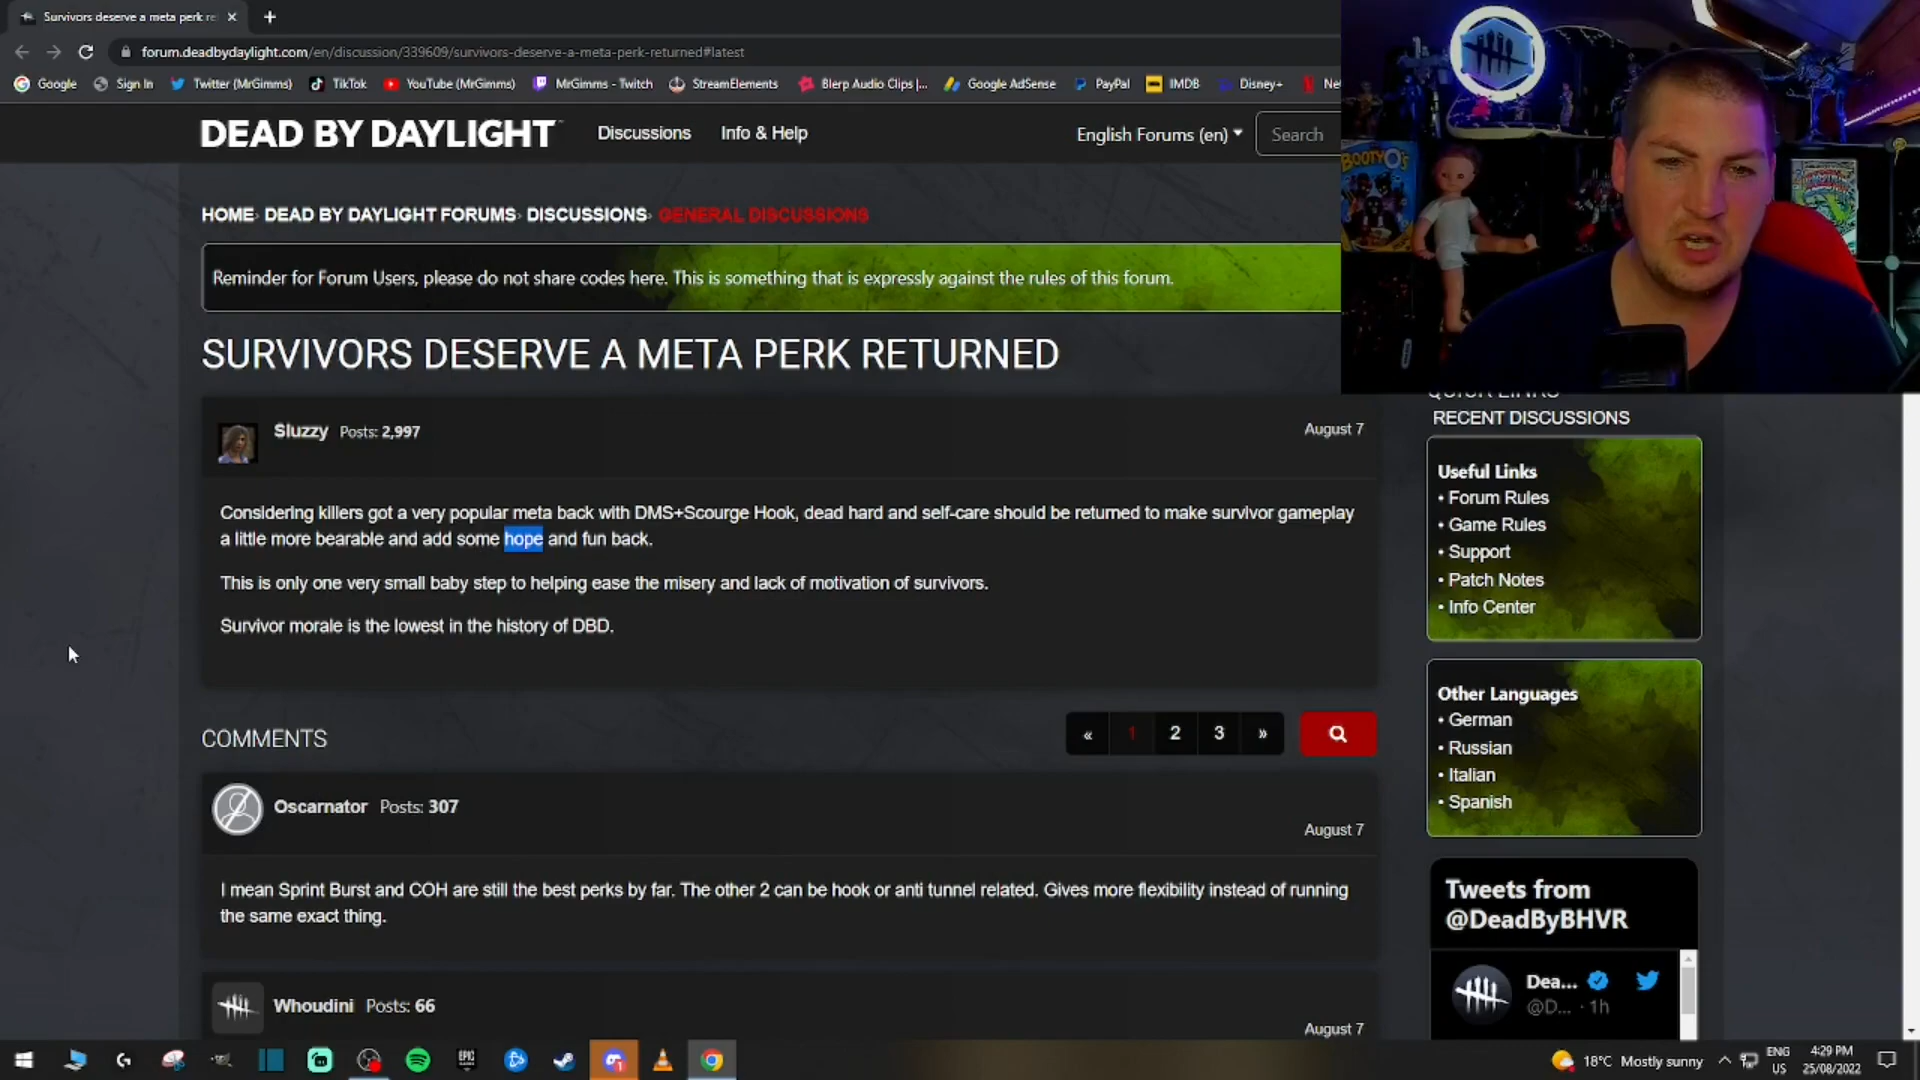 Survivors deserve a meta perk re
forum.deadbydaylight.com/en/discussion/339609/survivors-deserve-a-meta-perk-returned#latest
Google Sign In Twitter (MrGimms) TikTok YouTube (MrGimms) MrGimms - Twitch StreamElements Blerp Audio Clips |... Google AdSense PayPal IMDB Disney+ Ne
DEAD BY DAYLIGHT Discussions Info & Help English Forums (en) Search
HOME› DEAD BY DAYLIGHT FORUMS› DISCUSSIONS› GENERAL DISCUSSIONS
Reminder for Forum Users, please do not share codes here. This is something that is expressly against the rules of this forum.
BOOTY O's
SURVIVORS DESERVE A META PERK RETURNED
Sluzzy Posts: 2,997 August 7
Considering killers got a very popular meta back with DMS+Scourge Hook, dead hard and self-care should be returned to make survivor gameplay
a little more bearable and add some hope and fun back.
This is only one very small baby step to helping ease the misery and lack of motivation of survivors.
Survivor morale is the lowest in the history of DBD.
COMMENTS
« 1 2 3 »
Oscarnator Posts: 307
August 7
I mean Sprint Burst and COH are still the best perks by far. The other 2 can be hook or anti tunnel related. Gives more flexibility instead of running
the same exact thing.
Whoudini Posts: 66
August 7
QUICK LINKS
RECENT DISCUSSIONS
Useful Links
• Forum Rules
• Game Rules
• Support
• Patch Notes
• Info Center
Other Languages
• German
• Russian
• Italian
• Spanish
Tweets from
@DeadByBHVR
Dea...
@D... · 1h
EPIC
GAMES
18°C Mostly sunny
ENG
US
4:29 PM
25/08/2022